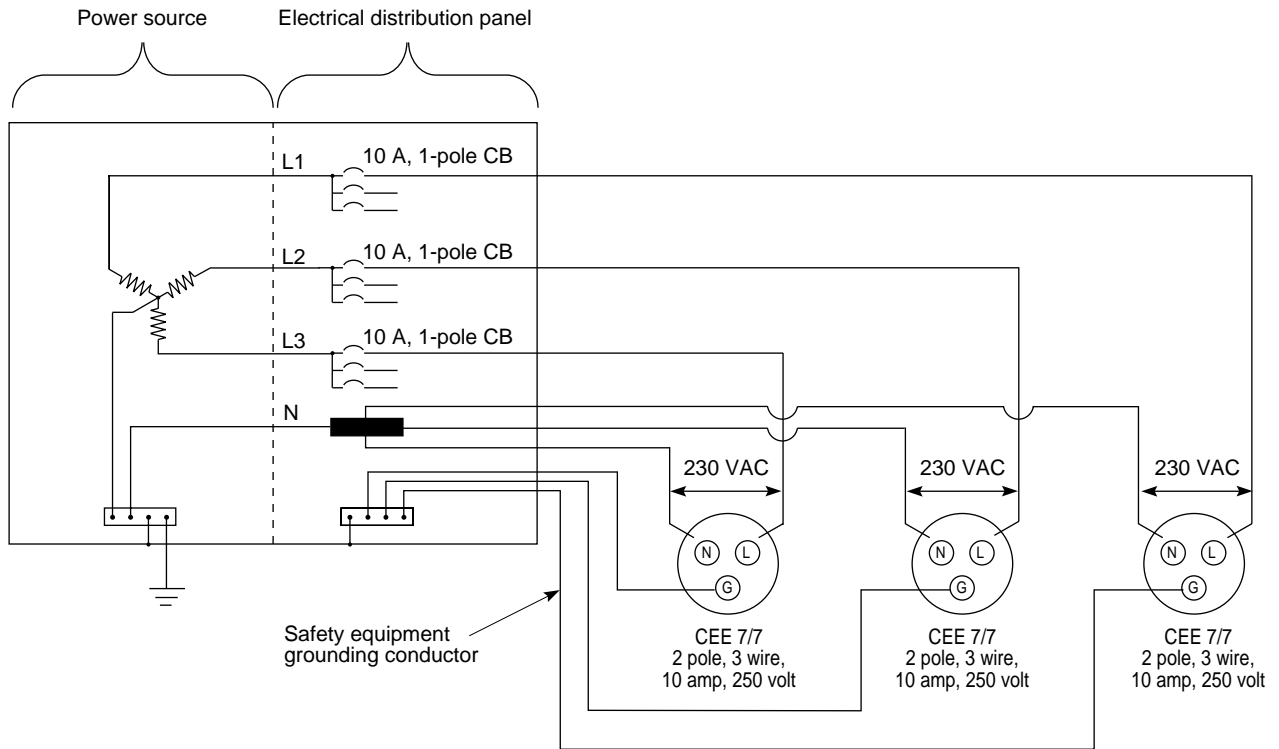 Power source
Electrical distribution panel
L1
10 A, 1-pole CB
L2
10 A, 1-pole CB
L3
10 A, 1-pole CB
N
230 VAC
230 VAC
230 VAC
N
L
G
N
L
G
N
L
G
Safety equipment
grounding conductor
CEE 7/7
2 pole, 3 wire,
10 amp, 250 volt
CEE 7/7
2 pole, 3 wire,
10 amp, 250 volt
CEE 7/7
2 pole, 3 wire,
10 amp, 250 volt